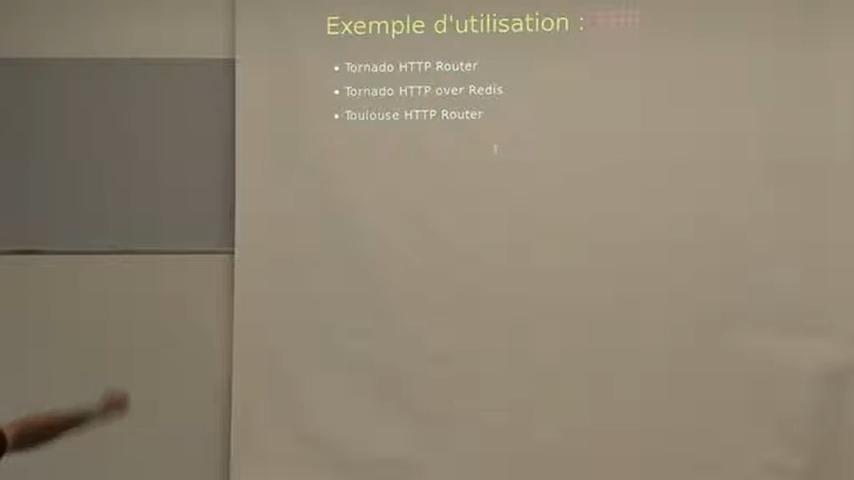 Exemple d'utilisation :
• Tornado HTTP Router
• Tornado HTTP over Redis
• Toulouse HTTP Router